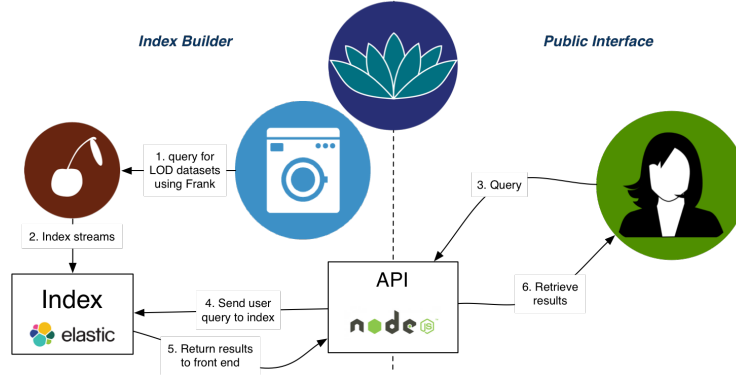 Index Builder
Public Interface
1. query for
LOD datasets
using Frank
3. Query
2. Index streams
Index
elastic
API
node
JS
4. Send user
query to index
5. Return results
to front end
6. Retrieve
results